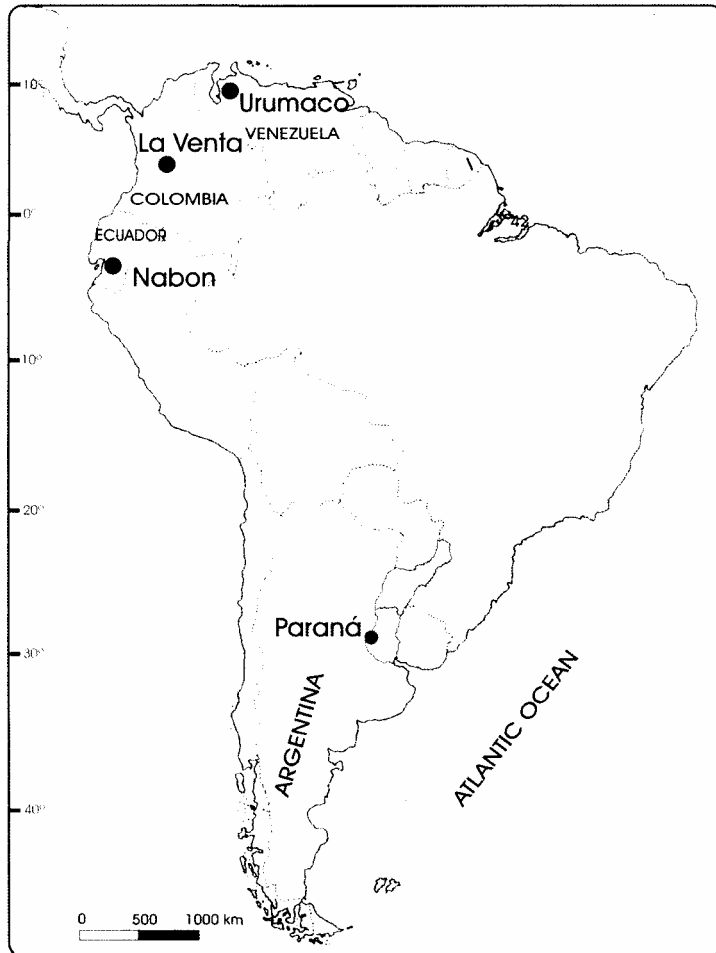 10°
Urumaco
VENEZUELA
La Venta
COLOMBIA
0°
ECUADOR
Nabon
10°
20°
Paraná
30°
ARGENTINA
ATLANTIC OCEAN
40°
0 500 1000 km